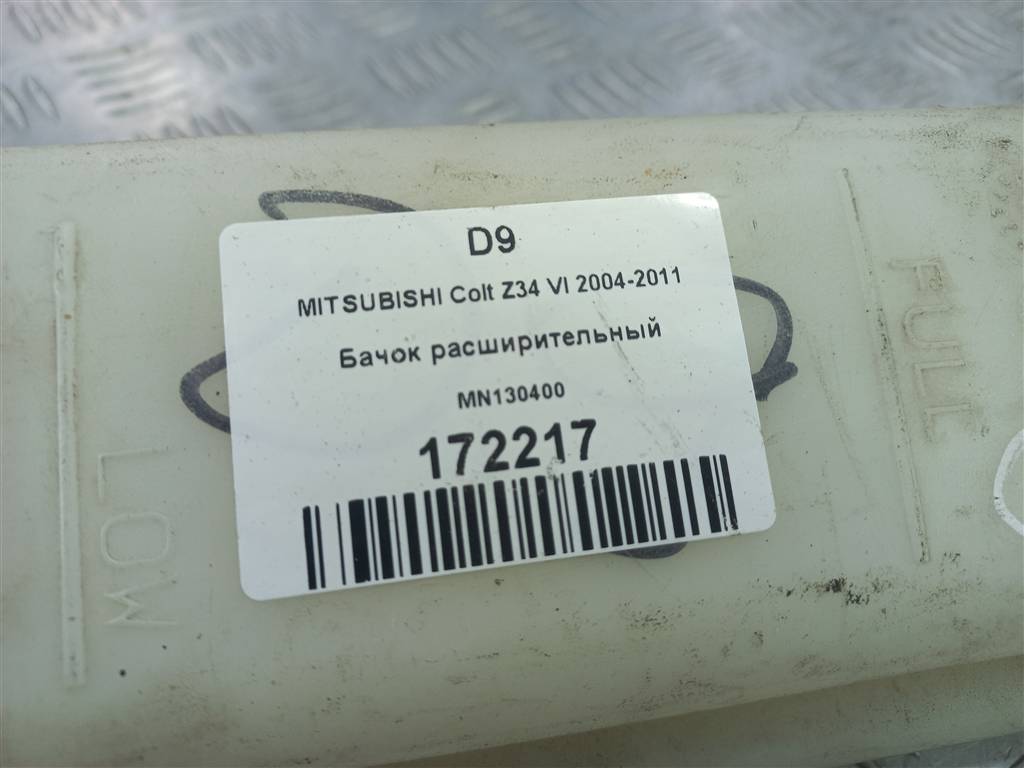 D9
MITSUBISHI Colt Z34 VI 2004-2011
Бачок расширительный
MN130400
172217
LOW
FULL